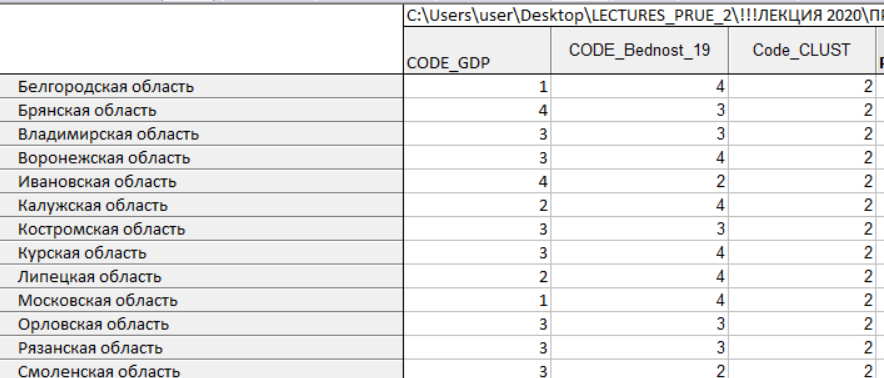 C:\Users\user\Desktop\LECTURES_PRUE_2\!!!ЛЕКЦИЯ 2020\
CODE_GDP CODE_Bednost_19 Code_CLUST
Белгородская область 1 4 2
Брянская область 4 3 2
Владимирская область 3 3 2
Воронежская область 3 4 2
Ивановская область 4 2 2
Калужская область 2 4 2
Костромская область 3 3 2
Курская область 3 4 2
Липецкая область 2 4 2
Московская область 1 4 2
Орловская область 3 3 2
Рязанская область 3 3 2
Смоленская область 3 2 2